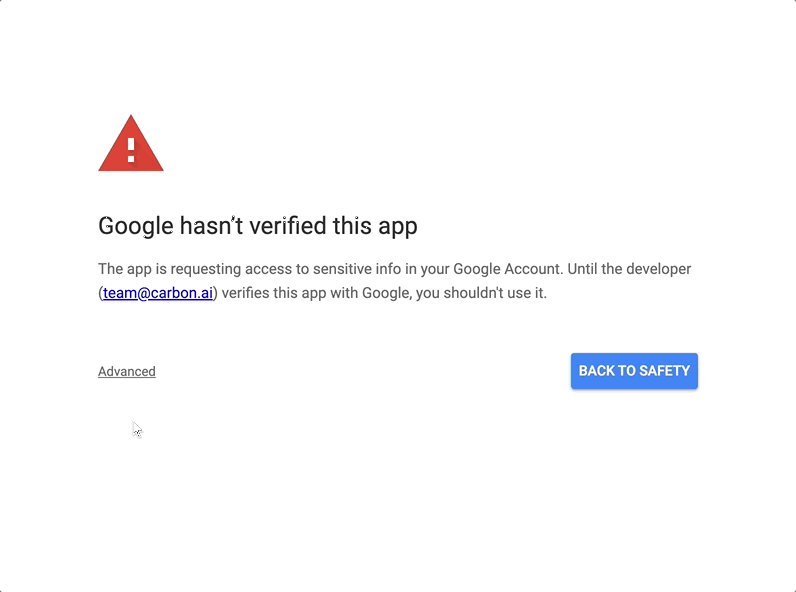 Google hasn't verified this app
The app is requesting access to sensitive info in your Google Account. Until the developer
(team@carbon.ai) verifies this app with Google, you shouldn't use it.
Advanced
BACK TO SAFETY